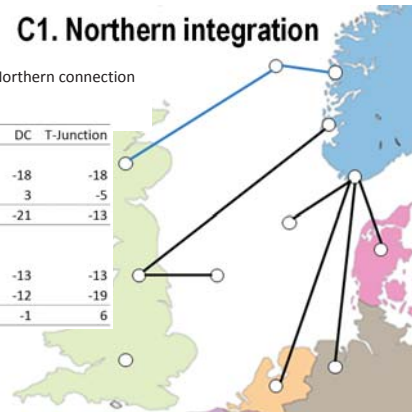 C1. Northern integration
Northern connection
DC T-Junction
-18 -18
3 -5
-21 -13
-13 -13
-12 -19
-1 6